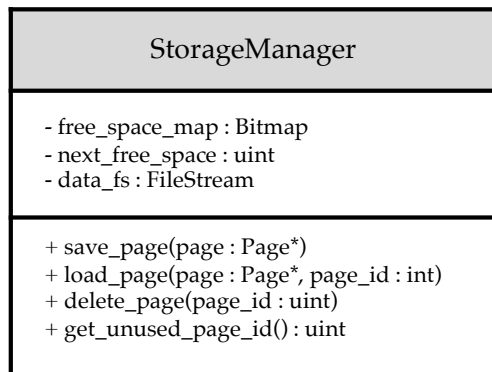 StorageManager
- free_space_map : Bitmap
- next_free_space : uint
- data_fs : FileStream
+ save_page(page : Page*)
+ load_page(page : Page*, page_id : int)
+ delete_page(page_id : uint)
+ get_unused_page_id() : uint